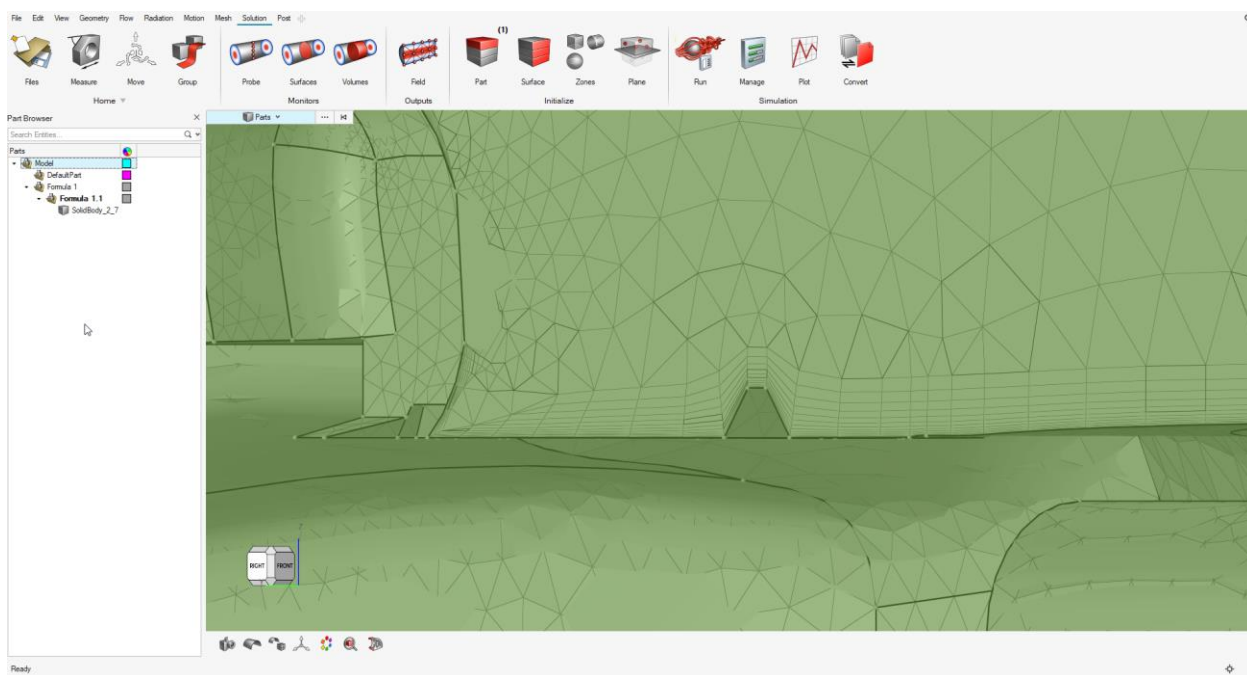 File Edit View Geometry Flow Radiation Motion Mesh Solution Post
(1)
Files Measure Move Group Probe Surfaces Volumes Field Part Surface Zones Plane Run Manage Plot Convert
Home Monitors Outputs Initialize Simulation
Part Browser
Parts
Search Entities...
Parts
Model
DefaultPart
Formula 1
Formula 1.1
SolidBody_2_7
RIGHT FRONT
Ready